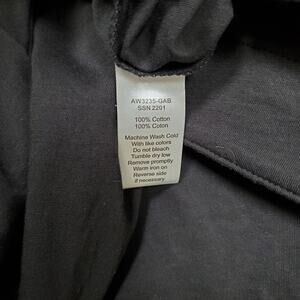 AW3235-GAB
SSN 2201
100% Cotton
100% Coton
Machine Wash Cold
With like colors
Do not bleach
Tumble dry low
Remove promptly
Warm iron on
Reverse side
if necessary